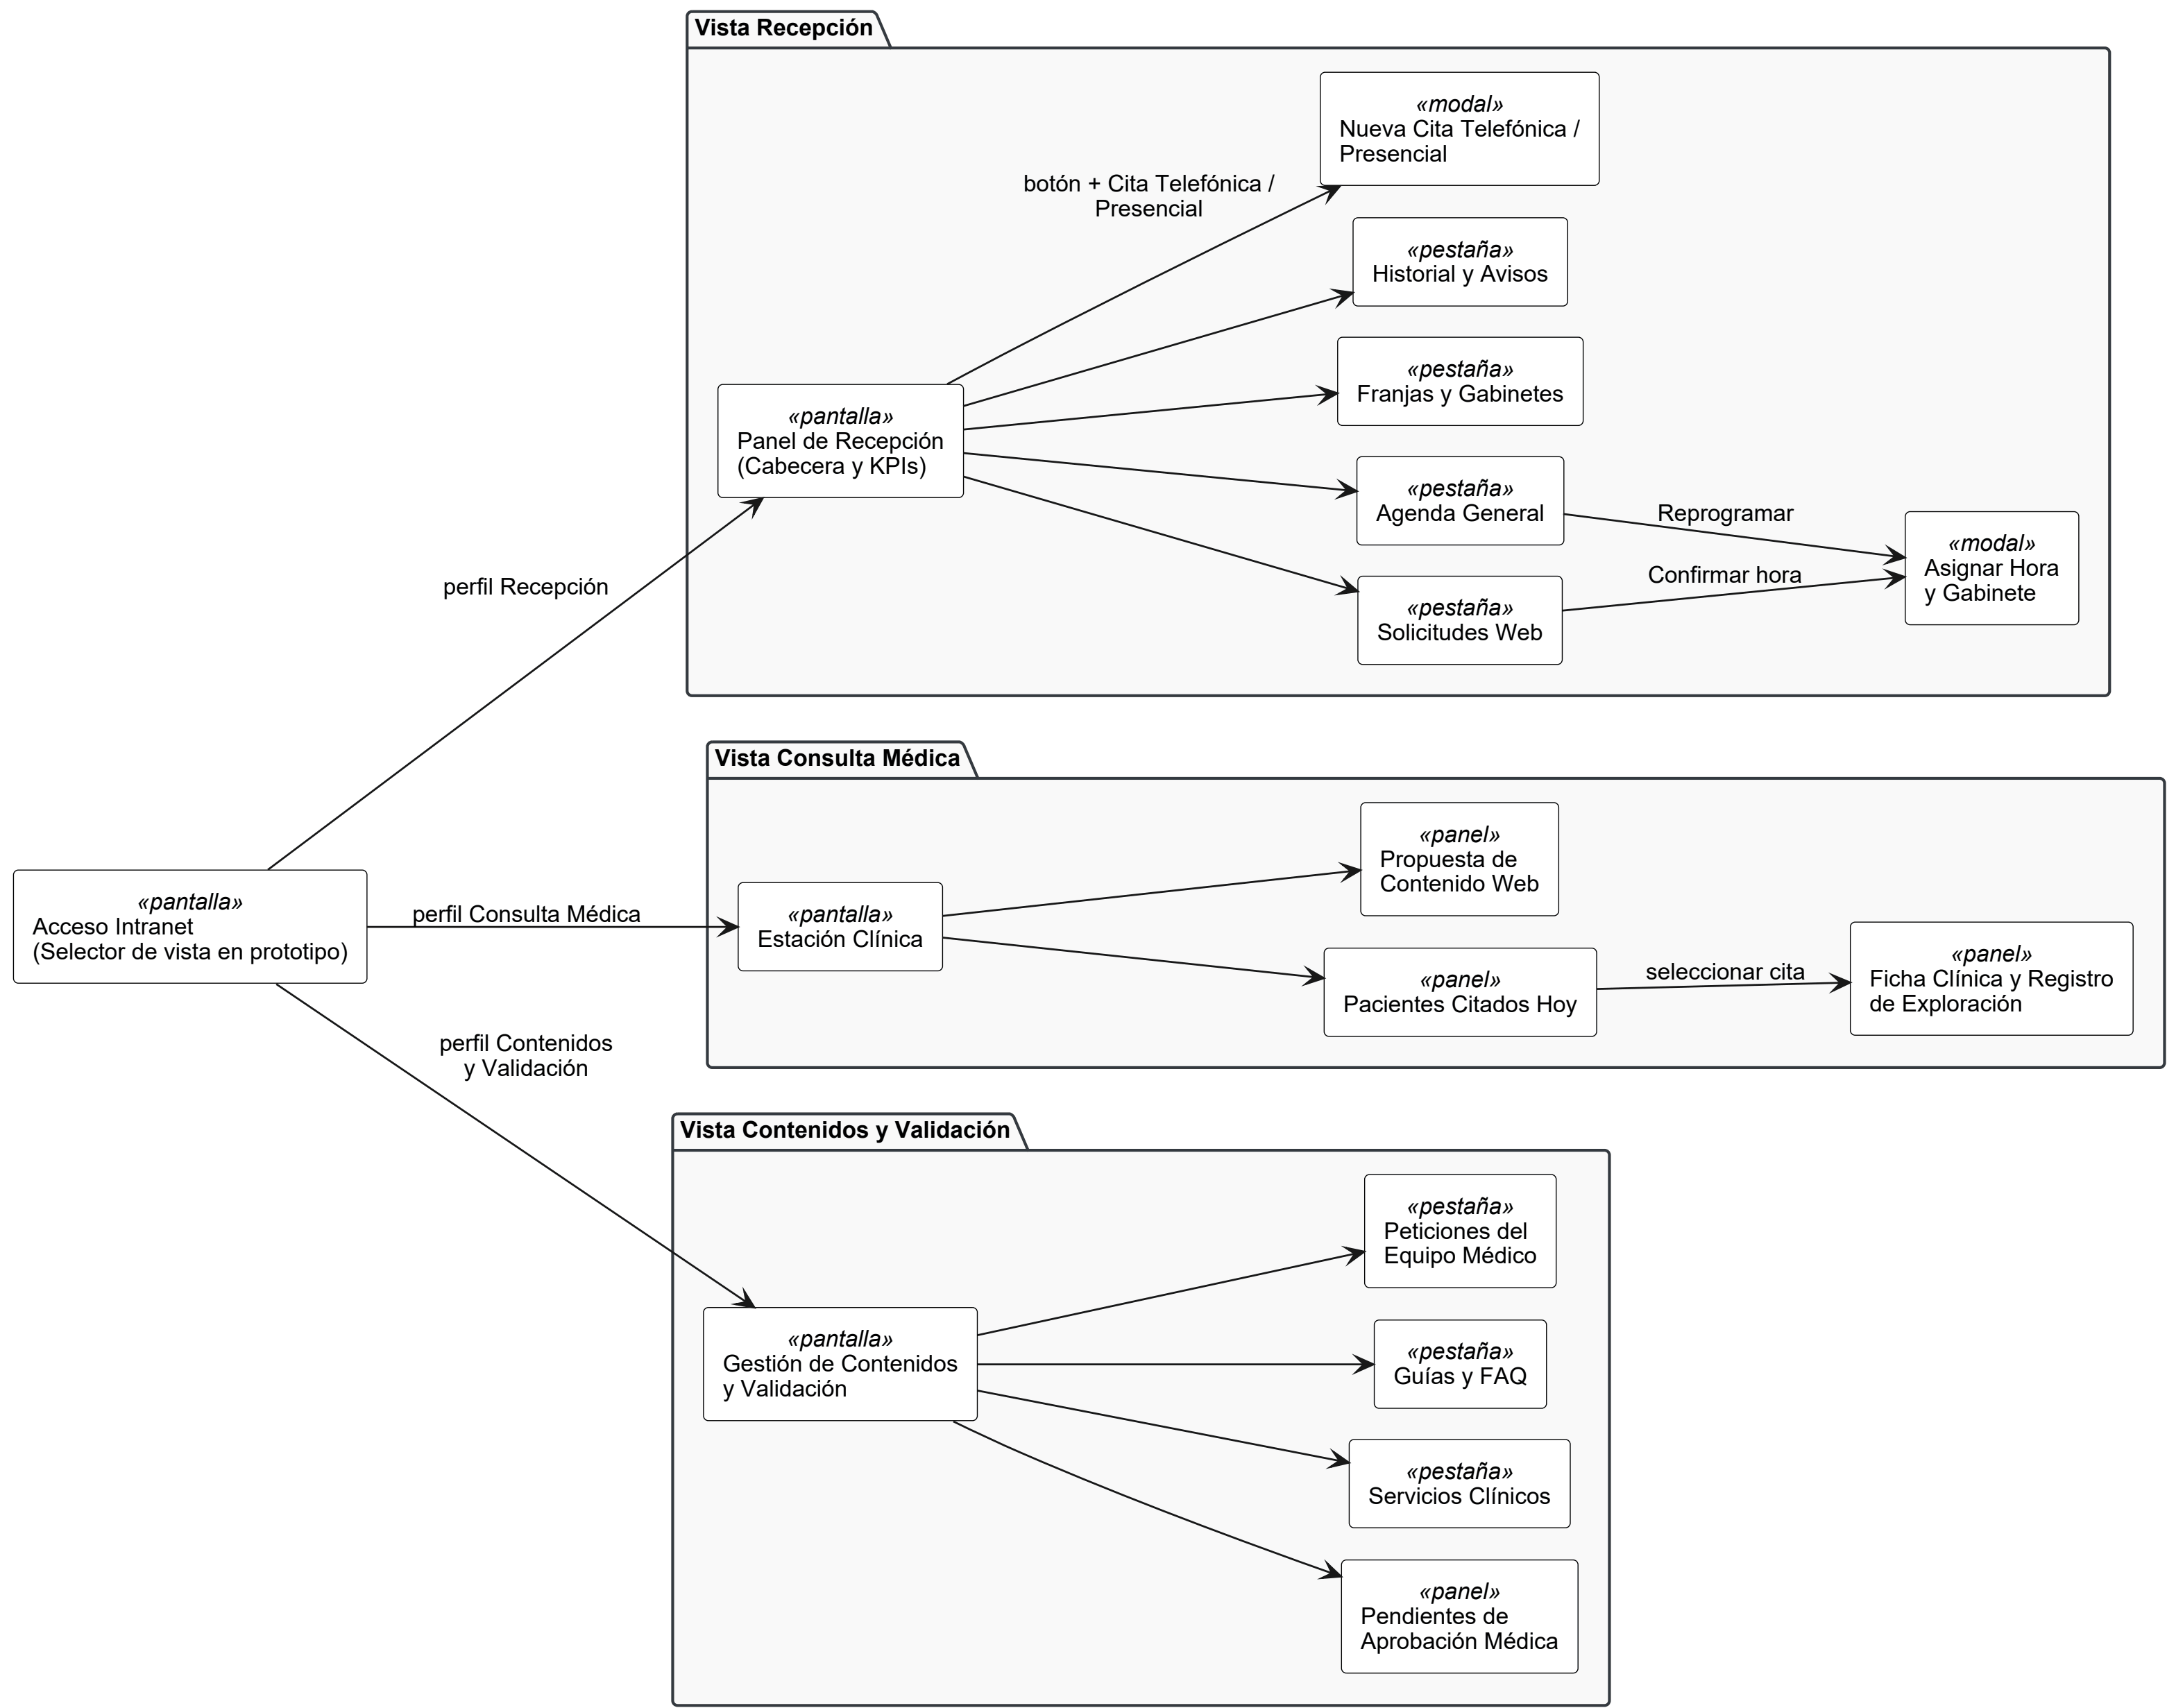 Vista Recepción
«modal»
Nueva Cita Telefónica /
Presencial
botón + Cita Telefónica /
Presencial
«pestaña»
Historial y Avisos
«pestaña»
Franjas y Gabinetes
«pantalla»
Panel de Recepción
(Cabecera y KPIs)
«pestaña»
Agenda General
Reprogramar
«modal»
Asignar Hora
y Gabinete
Confirmar hora
«pestaña»
Solicitudes Web
perfil Recepción
Vista Consulta Médica
«panel»
Propuesta de
Contenido Web
«pantalla»
Acceso Intranet
(Selector de vista en prototipo)
perfil Consulta Médica
«pantalla»
Estación Clínica
«panel»
Pacientes Citados Hoy
seleccionar cita
«panel»
Ficha Clínica y Registro
de Exploración
perfil Contenidos
y Validación
Vista Contenidos y Validación
«pestaña»
Peticiones del
Equipo Médico
«pantalla»
Gestión de Contenidos
y Validación
«pestaña»
Guías y FAQ
«pestaña»
Servicios Clínicos
«panel»
Pendientes de
Aprobación Médica